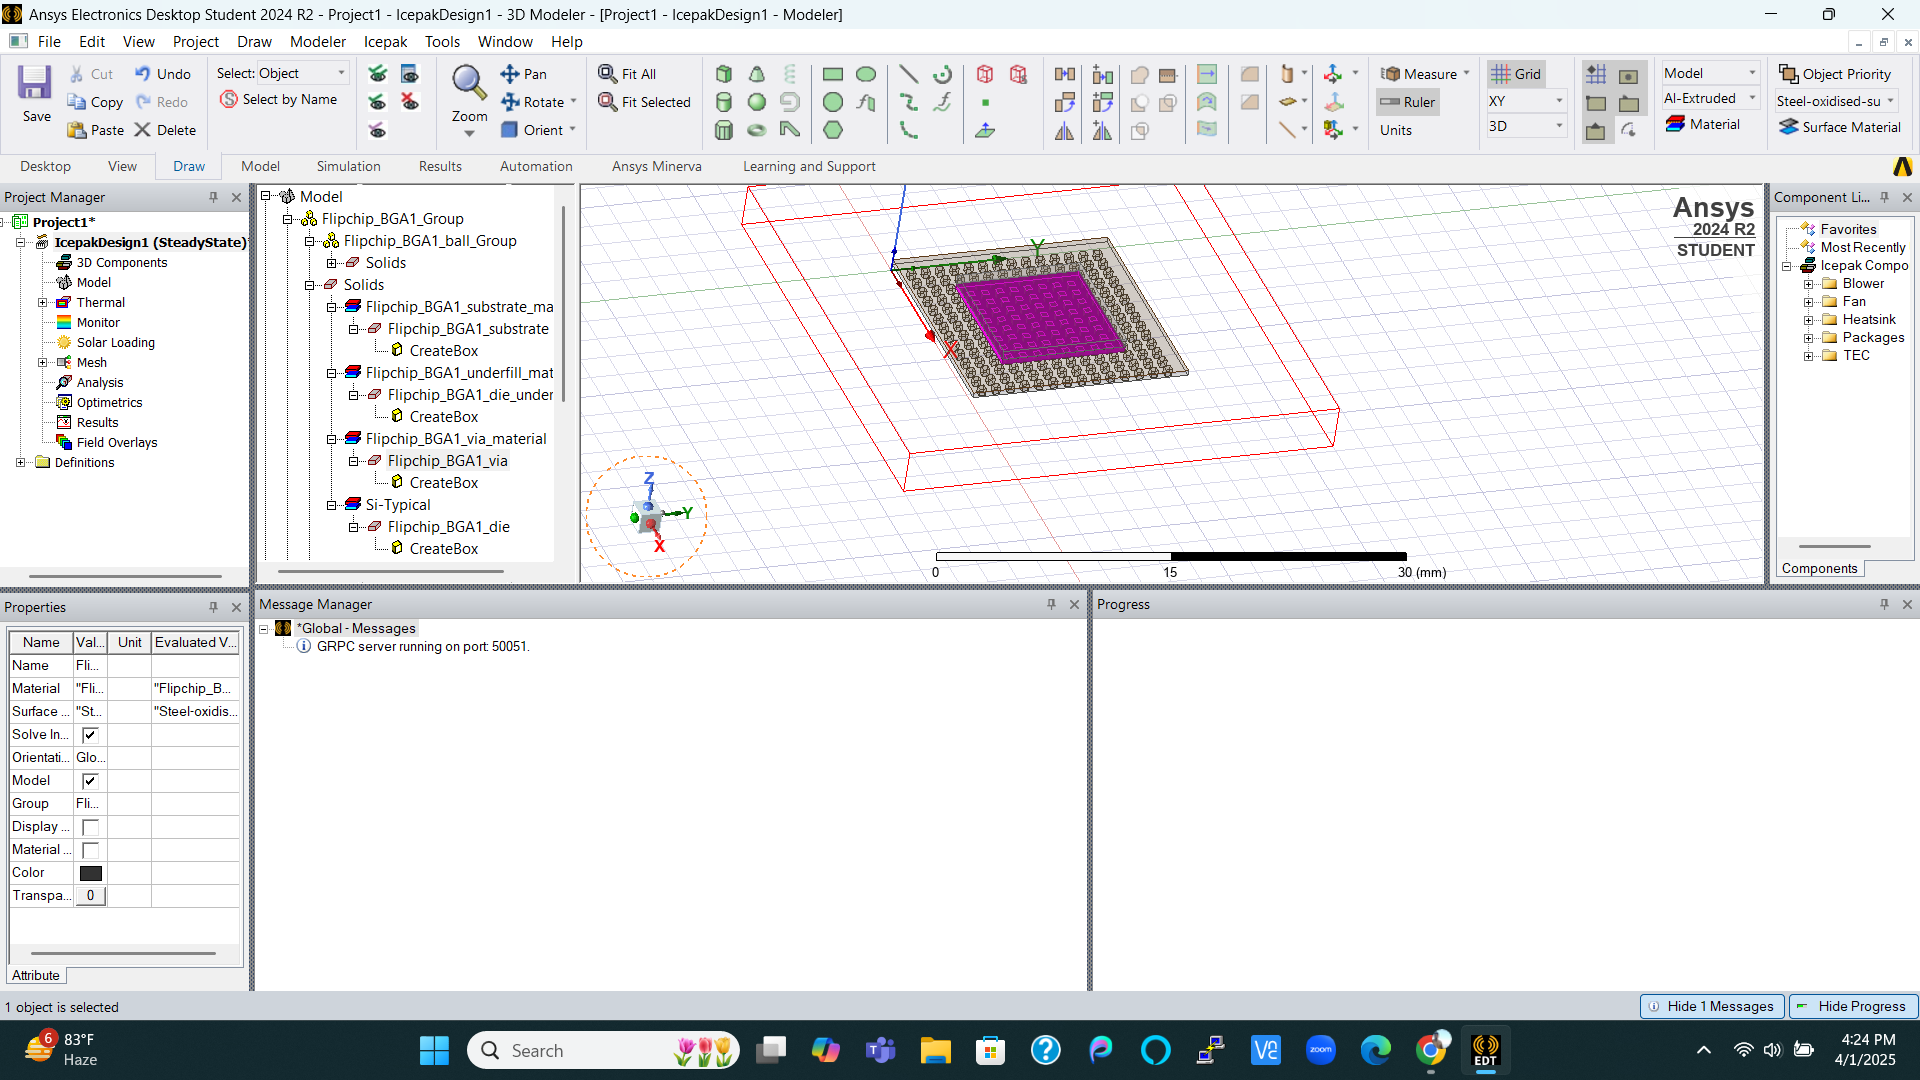 Ansys Electronics Desktop Student 2024 R2 - Project1 - IcepakDesign1 - 3D Modeler - [Project1 - IcepakDesign1 - Modeler]
File Edit View Project Draw Modeler Icepak Tools Window Help
Save
Cut
Copy
Paste
Undo
Redo
Delete
Select: Object
Select by Name
Zoom
Pan
Rotate
Orient
Fit All
Fit Selected
Measure
Ruler
Units
Grid
XY
3D
Model
Al-Extruded
Material
Object Priority
Steel-oxidised-su
Surface Material
Desktop View Draw Model Simulation Results Automation Ansys Minerva Learning and Support
Project Manager
Project1*
IcepakDesign1 (SteadyState)*
3D Components
Model
Thermal
Monitor
Solar Loading
Mesh
Analysis
Optimetrics
Results
Field Overlays
Definitions
Model
Flipchip_BGA1_Group
Flipchip_BGA1_ball_Group
Solids
Solids
Flipchip_BGA1_substrate_ma
Flipchip_BGA1_substrate
CreateBox
Flipchip_BGA1_underfill_mat
Flipchip_BGA1_die_under
CreateBox
Flipchip_BGA1_via_material
Flipchip_BGA1_via
CreateBox
Si-Typical
Flipchip_BGA1_die
CreateBox
Ansys
2024 R2
STUDENT
Y
X
Z
Y
X
0 15 30 (mm)
Component Li...
Favorites
Most Recently
Icepak Compo
Blower
Fan
Heatsink
Packages
TEC
Components
Properties
Name Val... Unit Evaluated V...
Name Fli...
Material "Fli... "Flipchip_B...
Surface ... "St... "Steel-oxidis...
Solve In...
Orientati... Glo...
Model
Group Fli...
Display ...
Material ...
Color
Transpa... 0
Attribute
Message Manager
*Global - Messages
GRPC server running on port: 50051.
Progress
1 object is selected
Hide 1 Messages
Hide Progress
6
83°F
Haze
Search
zoom
EDT
4:24 PM
4/1/2025